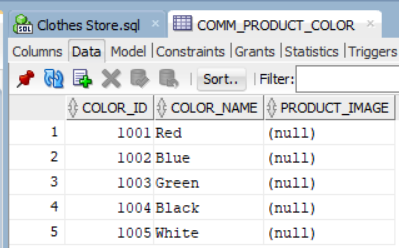 Clothes Store.sql × COMM_PRODUCT_COLOR ×
Columns Data Model Constraints Grants Statistics Triggers
Sort.. Filter:
COLOR_ID COLOR_NAME PRODUCT_IMAGE
1 1001 Red (null)
2 1002 Blue (null)
3 1003 Green (null)
4 1004 Black (null)
5 1005 White (null)